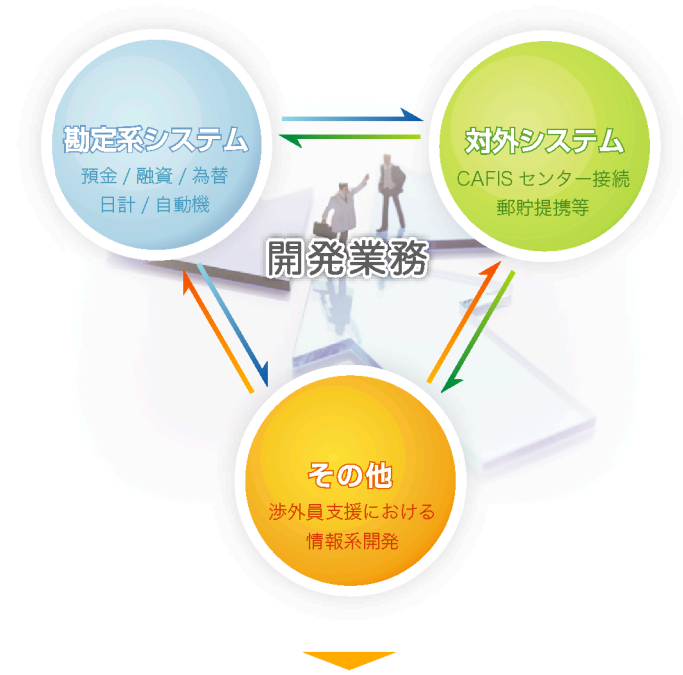 勘定系システム
預金 / 融資 / 為替
日計 / 自動機
対外システム
CAFIS センター接続
郵貯提携等
開発業務
その他
渉外員支援における
情報系開発